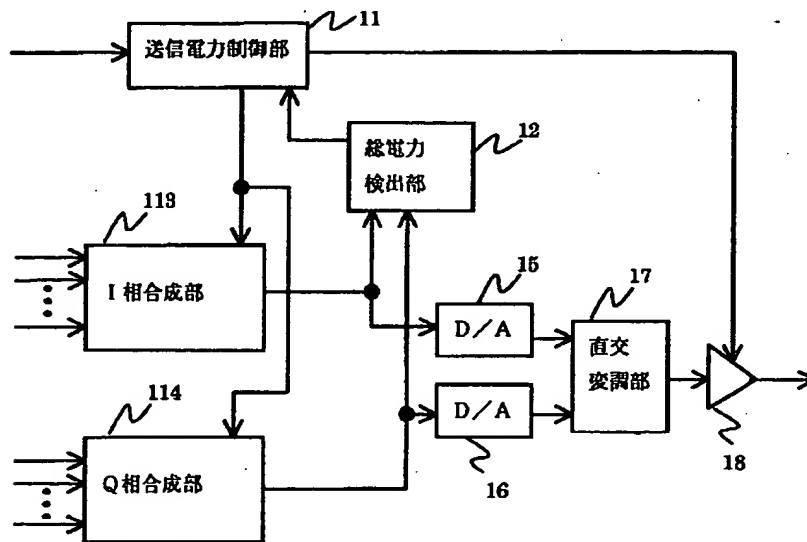 11
送信電力制御部
12
総電力
検出部
113
I相合成部
15
D/A
17
直交
変調部
114
D/A
18
Q相合成部
16